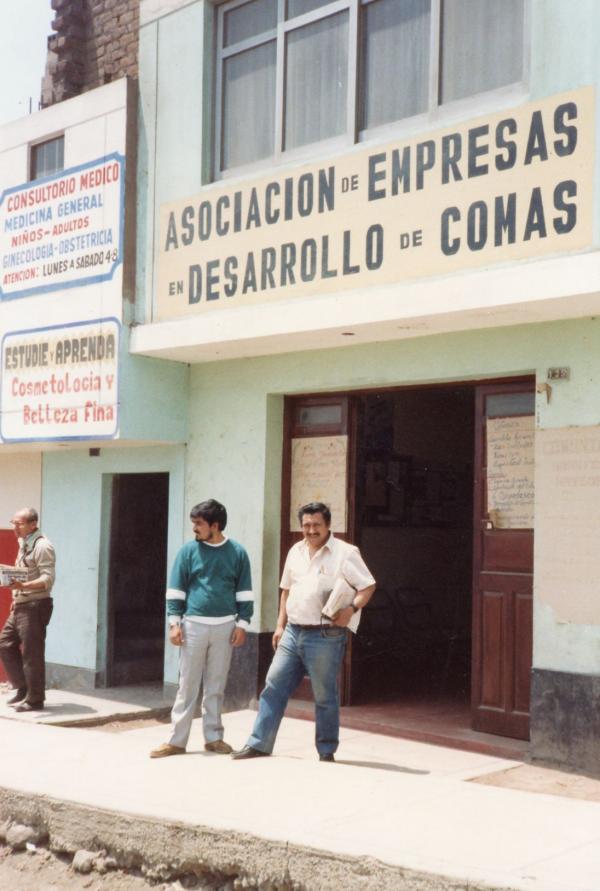 CONSULTORIO MEDICO
MEDICINA GENERAL
NIÑOS-ADULTOS
GINECOLOGIA-OBSTETRICIA
ATENCION: LUNES A SABADO 4-8
ESTUDIE Y APRENDA
Cosmetologia y
Belleza Fina
ASOCIACION DE EMPRESAS
EN DESARROLLO DE COMAS